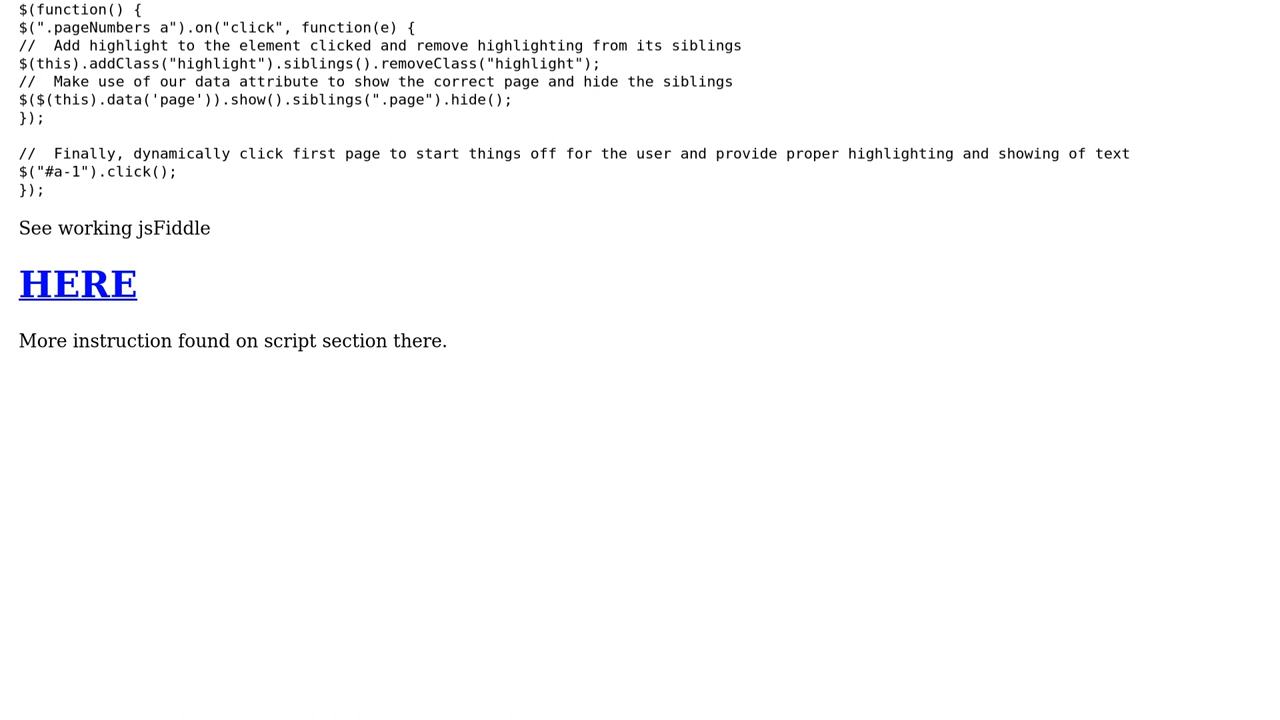 $(function() {
$(".pageNumbers a").on("click", function(e) {
//  Add highlight to the element clicked and remove highlighting from its siblings
$(this).addClass("highlight").siblings().removeClass("highlight");
//  Make use of our data attribute to show the correct page and hide the siblings
$($(this).data('page')).show().siblings(".page").hide();
});

//  Finally, dynamically click first page to start things off for the user and provide proper highlighting and showing of text
$("#a-1").click();
});
See working jsFiddle
HERE
More instruction found on script section there.